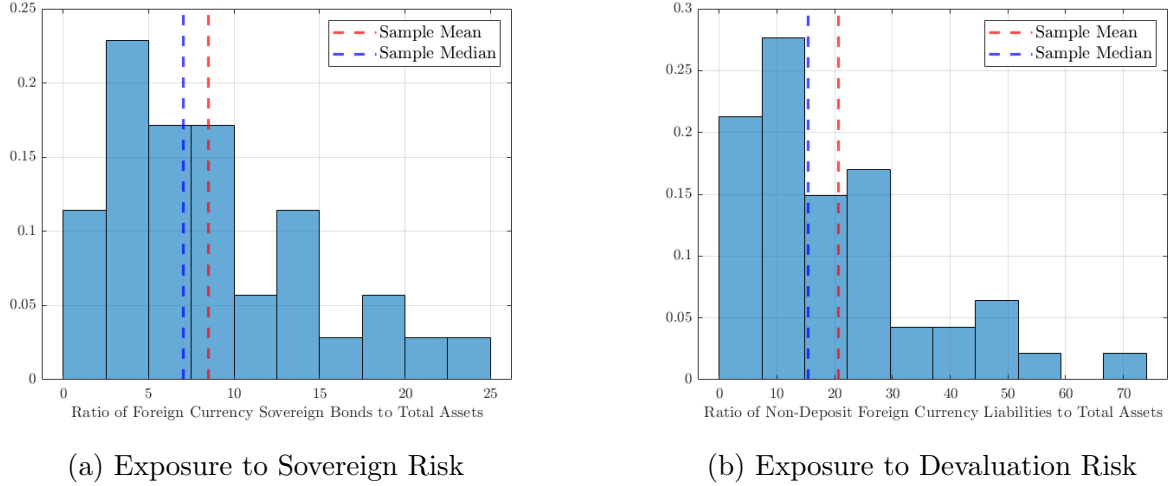 0.25
0.2
0.15
0.1
0.05
0
0 5 10 15 20 25
Sample Mean
Sample Median
Ratio of Foreign Currency Sovereign Bonds to Total Assets
(a) Exposure to Sovereign Risk
0.3
0.25
0.2
0.15
0.1
0.05
0
0 10 20 30 40 50 60 70
Sample Mean
Sample Median
Ratio of Non-Deposit Foreign Currency Liabilities to Total Assets
(b) Exposure to Devaluation Risk